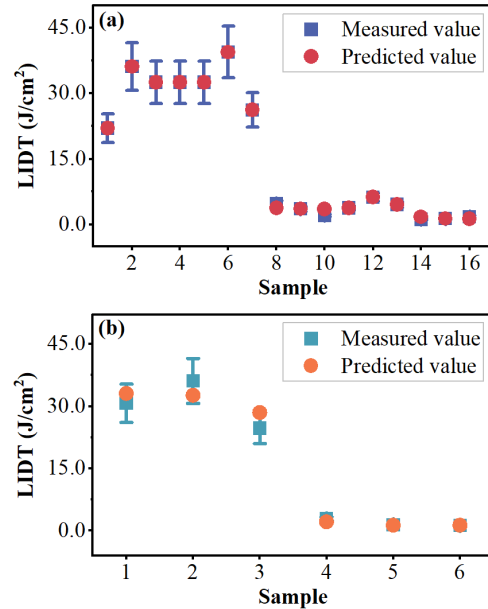 (a)
Measured value
Predicted value
LIDT (J/cm²)
45.0
30.0
15.0
0.0
2 4 6 8 10 12 14 16
Sample
(b)
Measured value
Predicted value
LIDT (J/cm²)
45.0
30.0
15.0
0.0
1 2 3 4 5 6
Sample